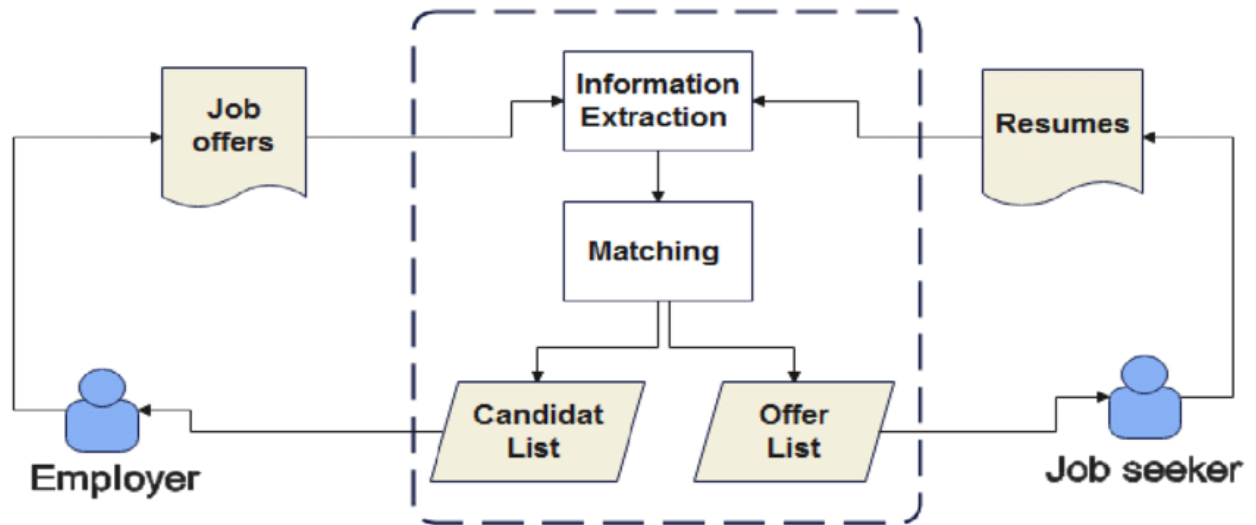 Job
offers
Information
Extraction
Resumes
Matching
Candidat
List
Offer
List
Employer
Job seeker